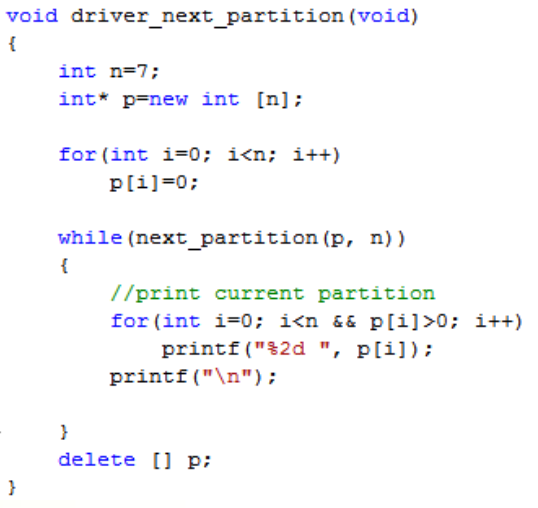 void driver_next_partition(void)
{
    int n=7;
    int* p=new int [n];

    for(int i=0; i<n; i++)
        p[i]=0;

    while(next_partition(p, n))
    {
        //print current partition
        for(int i=0; i<n && p[i]>0; i++)
            printf("%2d ", p[i]);
        printf("\n");

    }
    delete [] p;
}